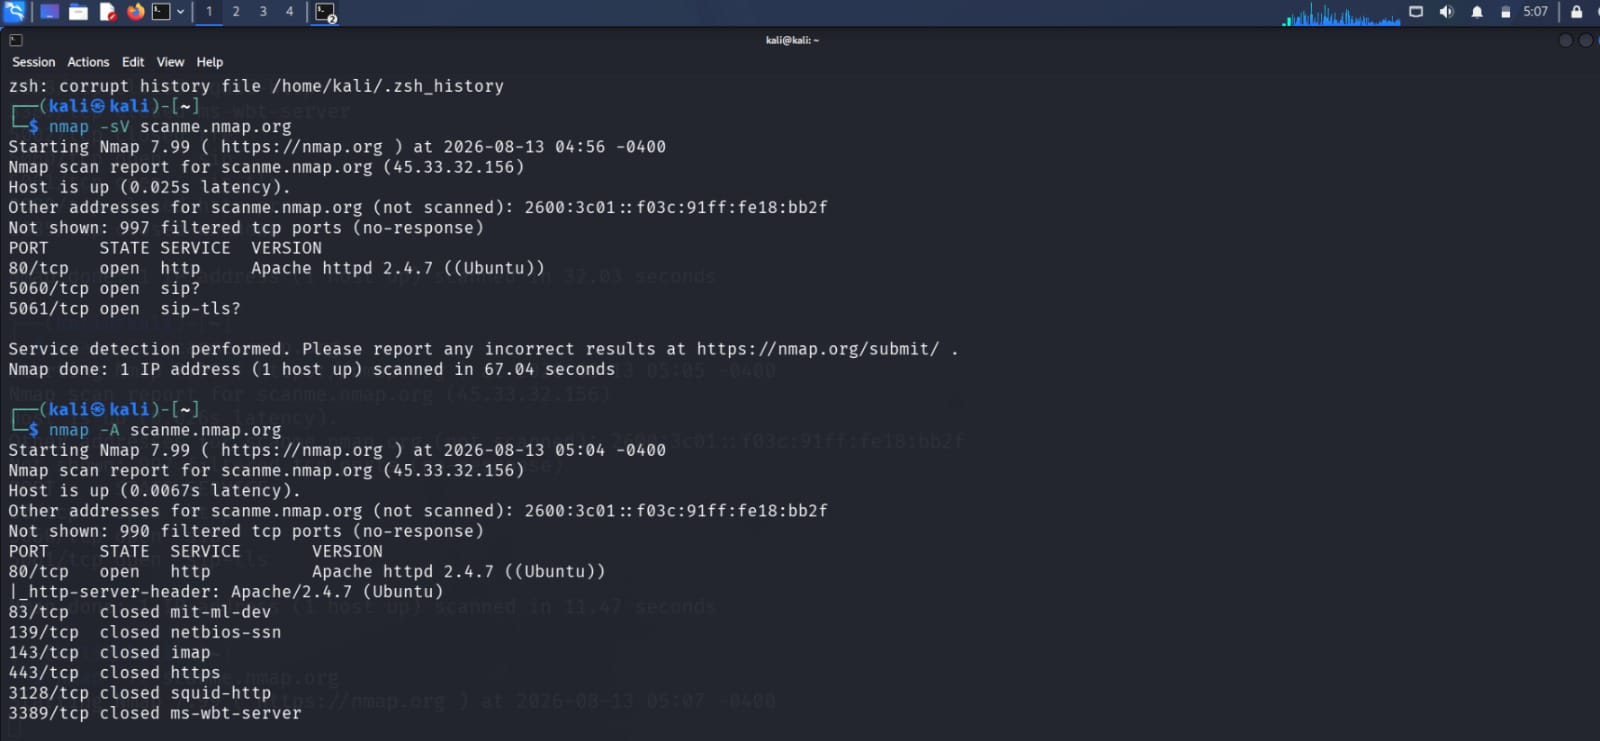 1 2 3 4 2 5:07
kali@kali: ~
Session Actions Edit View Help
zsh: corrupt history file /home/kali/.zsh_history
┌──(kali㉿kali)-[~]
└─$ nmap -sV scanme.nmap.org
Starting Nmap 7.99 ( https://nmap.org ) at 2026-08-13 04:56 -0400
Nmap scan report for scanme.nmap.org (45.33.32.156)
Host is up (0.025s latency).
Other addresses for scanme.nmap.org (not scanned): 2600:3c01::f03c:91ff:fe18:bb2f
Not shown: 997 filtered tcp ports (no-response)
PORT     STATE SERVICE  VERSION
80/tcp   open  http     Apache httpd 2.4.7 ((Ubuntu))
5060/tcp open  sip?
5061/tcp open  sip-tls?
Service detection performed. Please report any incorrect results at https://nmap.org/submit/ .
Nmap done: 1 IP address (1 host up) scanned in 67.04 seconds
┌──(kali㉿kali)-[~]
└─$ nmap -A scanme.nmap.org
Starting Nmap 7.99 ( https://nmap.org ) at 2026-08-13 05:04 -0400
Nmap scan report for scanme.nmap.org (45.33.32.156)
Host is up (0.0067s latency).
Other addresses for scanme.nmap.org (not scanned): 2600:3c01::f03c:91ff:fe18:bb2f
Not shown: 990 filtered tcp ports (no-response)
PORT     STATE  SERVICE       VERSION
80/tcp   open   http          Apache httpd 2.4.7 ((Ubuntu))
|_http-server-header: Apache/2.4.7 (Ubuntu)
83/tcp   closed mit-ml-dev
139/tcp  closed netbios-ssn
143/tcp  closed imap
443/tcp  closed https
3128/tcp closed squid-http
3389/tcp closed ms-wbt-server